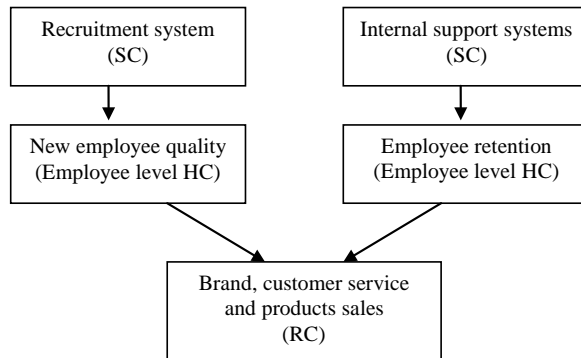 Recruitment system
(SC)
Internal support systems
(SC)
New employee quality
(Employee level HC)
Employee retention
(Employee level HC)
Brand, customer service
and products sales
(RC)